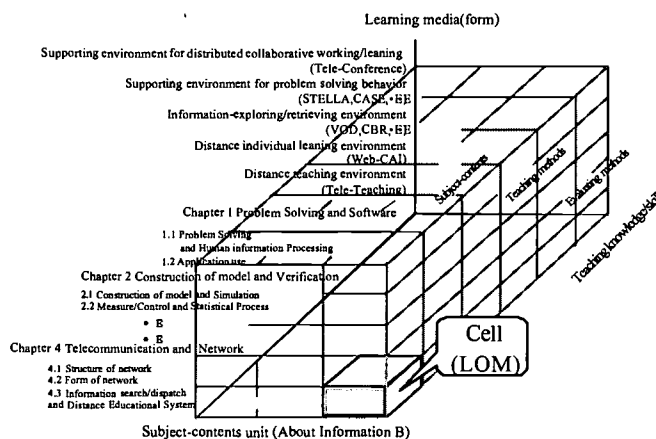 Learning media(form)
Supporting environment for distributed collaborative working/leaning
(Tele-Conference)
Supporting environment for problem solving behavior
(STELLA,CASE,•EE
Information-exploring/retrieving environment
(VOD,CBR,•EE
Distance individual leaning environment
(Web-CAI)
Distance teaching environment
(Tele-Teaching)
Subject-contents
Teaching methods
Evaluating methods
Teaching knowledge/skill
Chapter 1 Problem Solving and Software
1.1 Problem Solving
and Human information Processing
1.2 Application use
Chapter 2 Construction of model and Verification
2.1 Construction of model and Simulation
2.2 Measure/Control and Statistical Process
• E
• E
Chapter 4 Telecommunication and Network
4.1 Structure of network
4.2 Form of network
4.3 Information search/dispatch
and Distance Educational System
Cell
(LOM)
Subject-contents unit (About Information B)